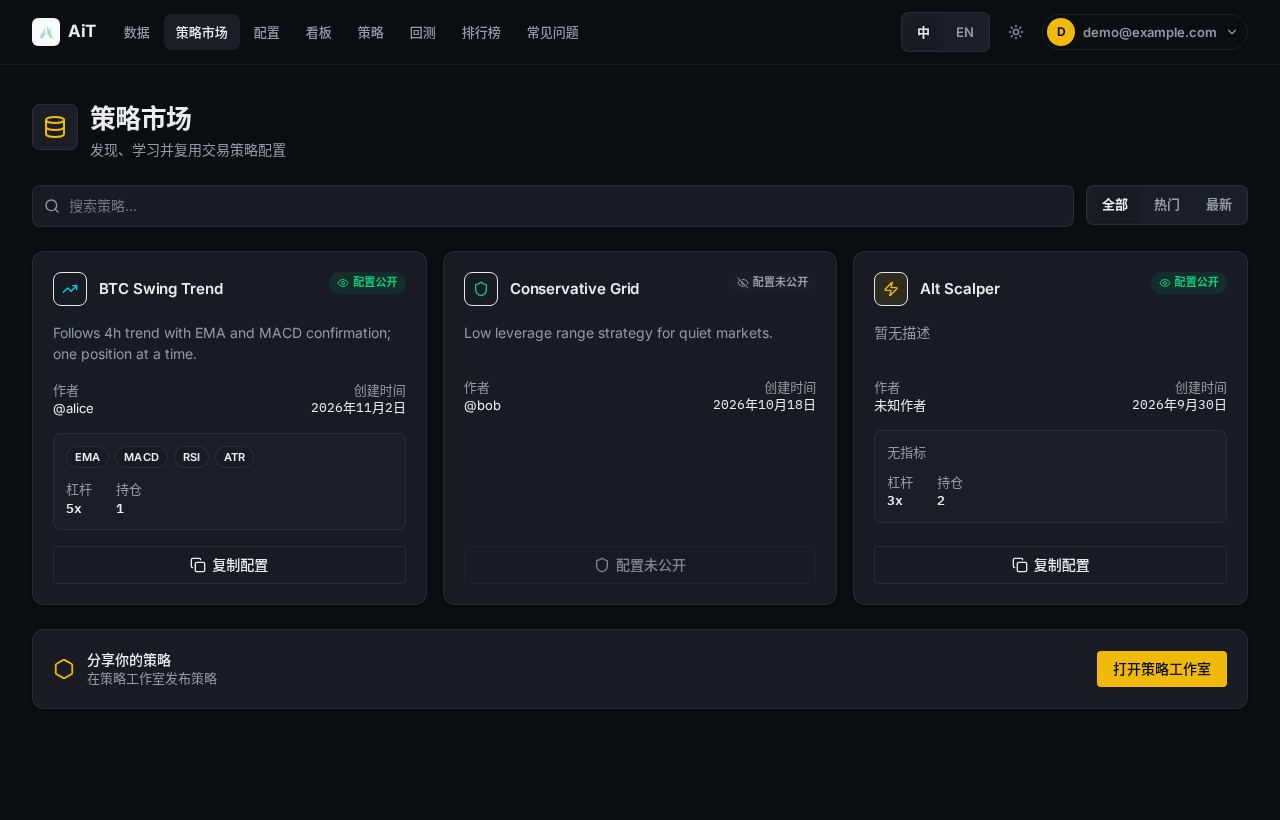 AiT
数据
策略市场
配置
看板
策略
回测
排行榜
常见问题
中
EN
D
demo@example.com
策略市场
发现、学习并复用交易策略配置
搜索策略...
全部
热门
最新
BTC Swing Trend
配置公开
Follows 4h trend with EMA and MACD confirmation;
one position at a time.
作者
创建时间
@alice
2026年11月2日
EMA
MACD
RSI
ATR
杠杆
持仓
5x
1
复制配置
Conservative Grid
配置未公开
Low leverage range strategy for quiet markets.
作者
创建时间
@bob
2026年10月18日
配置未公开
Alt Scalper
配置公开
暂无描述
作者
创建时间
未知作者
2026年9月30日
无指标
杠杆
持仓
3x
2
复制配置
分享你的策略
在策略工作室发布策略
打开策略工作室